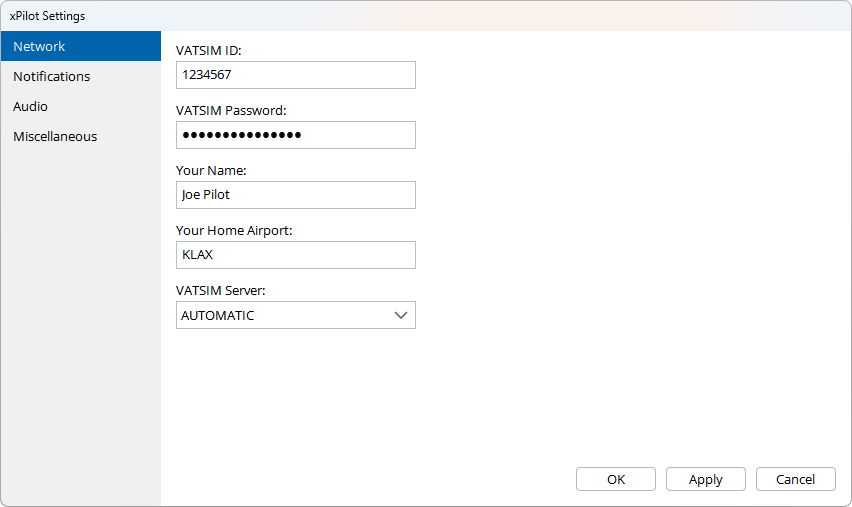 xPilot Settings
Network
Notifications
Audio
Miscellaneous
VATSIM ID:
1234567
VATSIM Password:
●●●●●●●●●●●●●●●
Your Name:
Joe Pilot
Your Home Airport:
KLAX
VATSIM Server:
AUTOMATIC
OK Apply Cancel